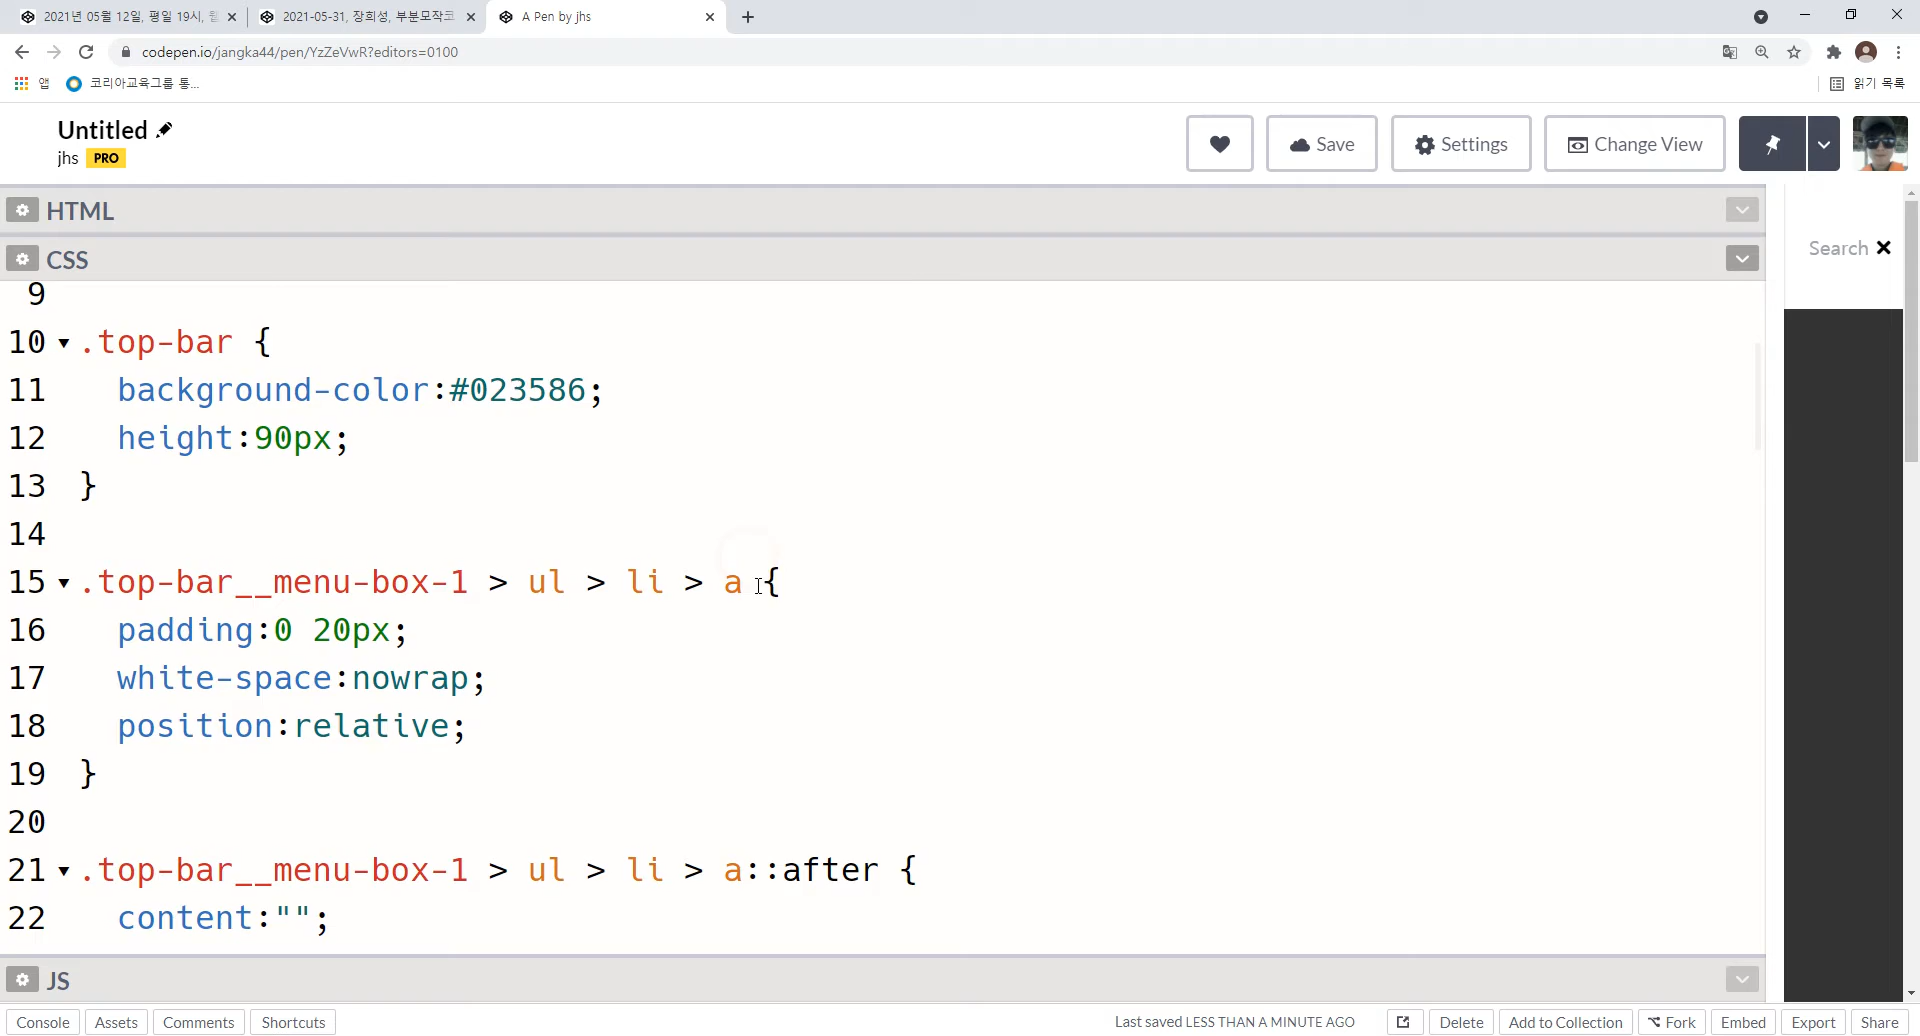 2021년 05월 12일, 평일 19시, 웹
2021-05-31, 장희성, 부분모작코
A Pen by jhs
codepen.io/jangka44/pen/YzZeVwR?editors=0100
앱
코리아교육그룹 통...
읽기 목록
Untitled
jhs PRO
Save
Settings
Change View
HTML
Search
CSS
9
10 .top-bar {
11 background-color:#023586;
12 height:90px;
13 }
14
15 .top-bar__menu-box-1 > ul > li > a {
16 padding:0 20px;
17 white-space:nowrap;
18 position:relative;
19 }
20
21 .top-bar__menu-box-1 > ul > li > a::after {
22 content:"";
JS
Console
Assets
Comments
Shortcuts
Last saved LESS THAN A MINUTE AGO
Delete
Add to Collection
Fork
Embed
Export
Share